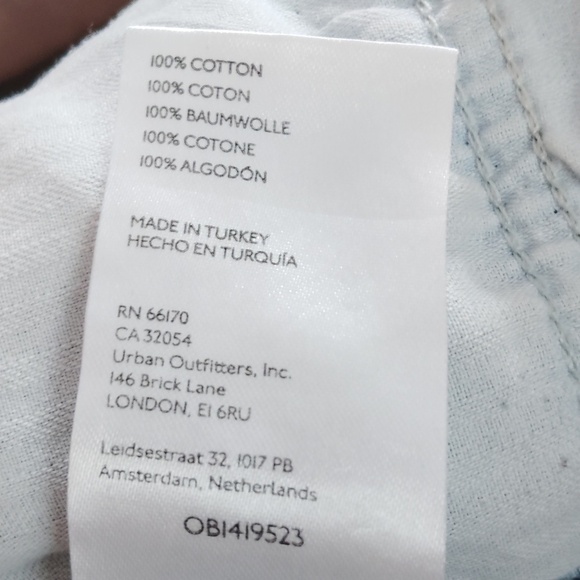 100% COTTON
100% COTON
100% BAUMWOLLE
100% COTONE
100% ALGODÓN
MADE IN TURKEY
HECHO EN TURQUÍA
RN 66170
CA 32054
Urban Outfitters, Inc.
146 Brick Lane
LONDON, E1 6RU
Leidsestraat 32, 1017 PB
Amsterdam, Netherlands
OB1419523